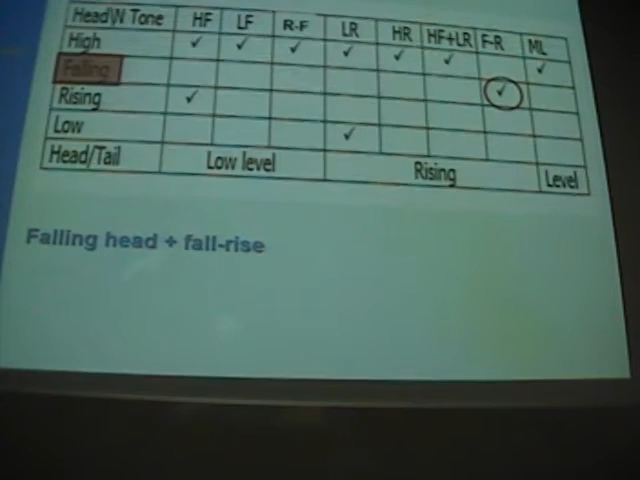 Head\N Tone HF LF R-F LR HR HF+LR F-R ML
High ✓ ✓ ✓ ✓ ✓ ✓ ✓
Falling ✓
Rising ✓
Low ✓
Head/Tail Low level Rising Level
Falling head + fall-rise